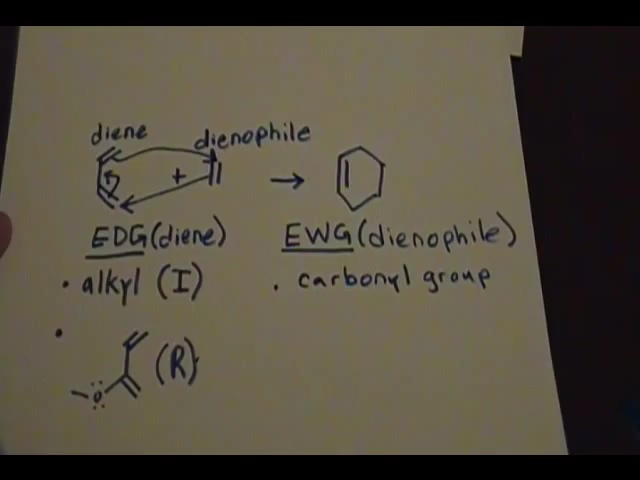 diene dienophile
+ →
EDG (diene) EWG (dienophile)
• alkyl (I) • carbonyl group
•
O (R)